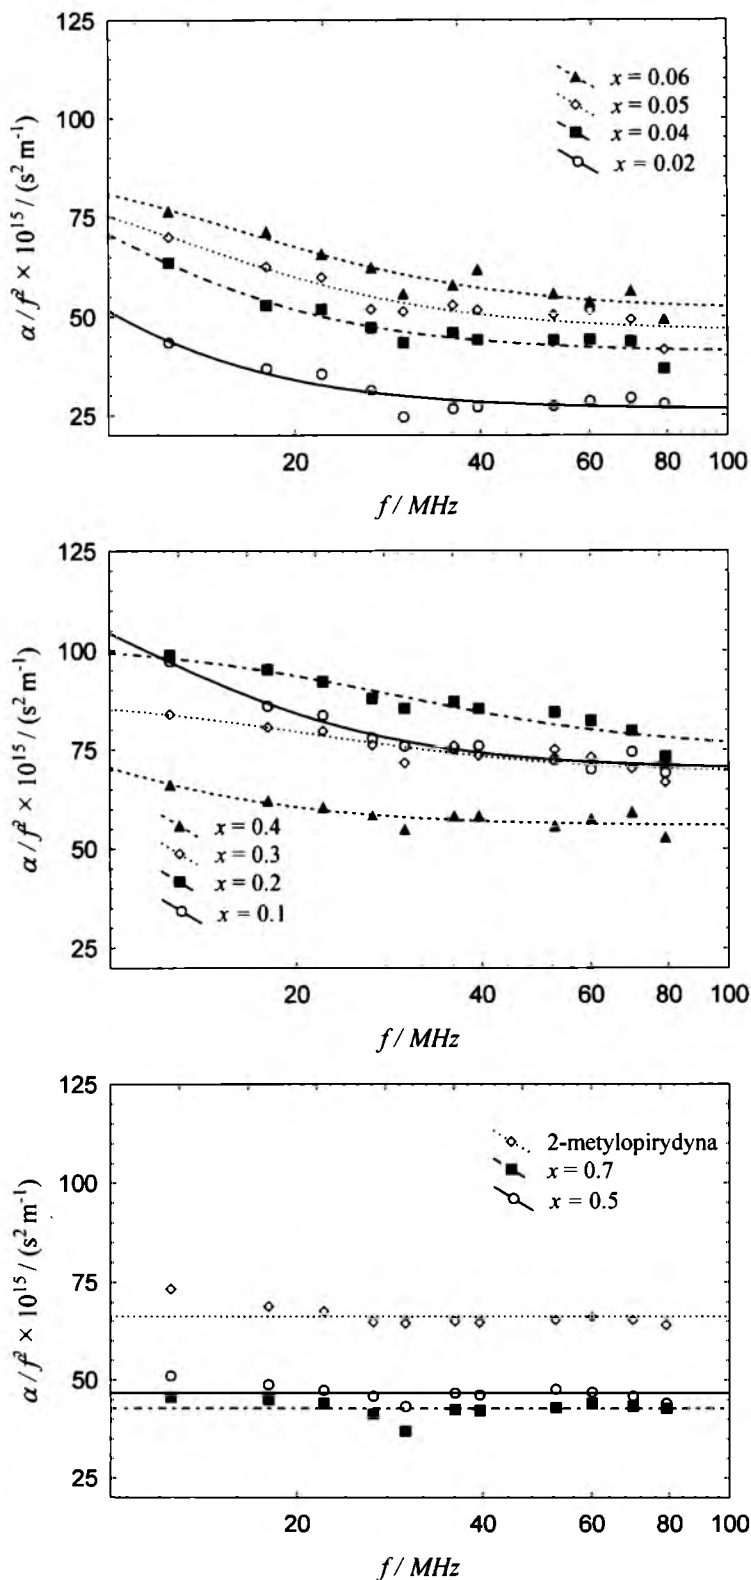 125
x = 0.06
x = 0.05
x = 0.04
x = 0.02
100
75
50
25
α / f² × 10¹⁵ / (s² m⁻¹)
20 40 60 80 100
f / MHz
125
100
75
50
25
α / f² × 10¹⁵ / (s² m⁻¹)
x = 0.4
x = 0.3
x = 0.2
x = 0.1
20 40 60 80 100
f / MHz
125
2-metylopirydyna
x = 0.7
x = 0.5
100
75
50
25
α / f² × 10¹⁵ / (s² m⁻¹)
20 40 60 80 100
f / MHz